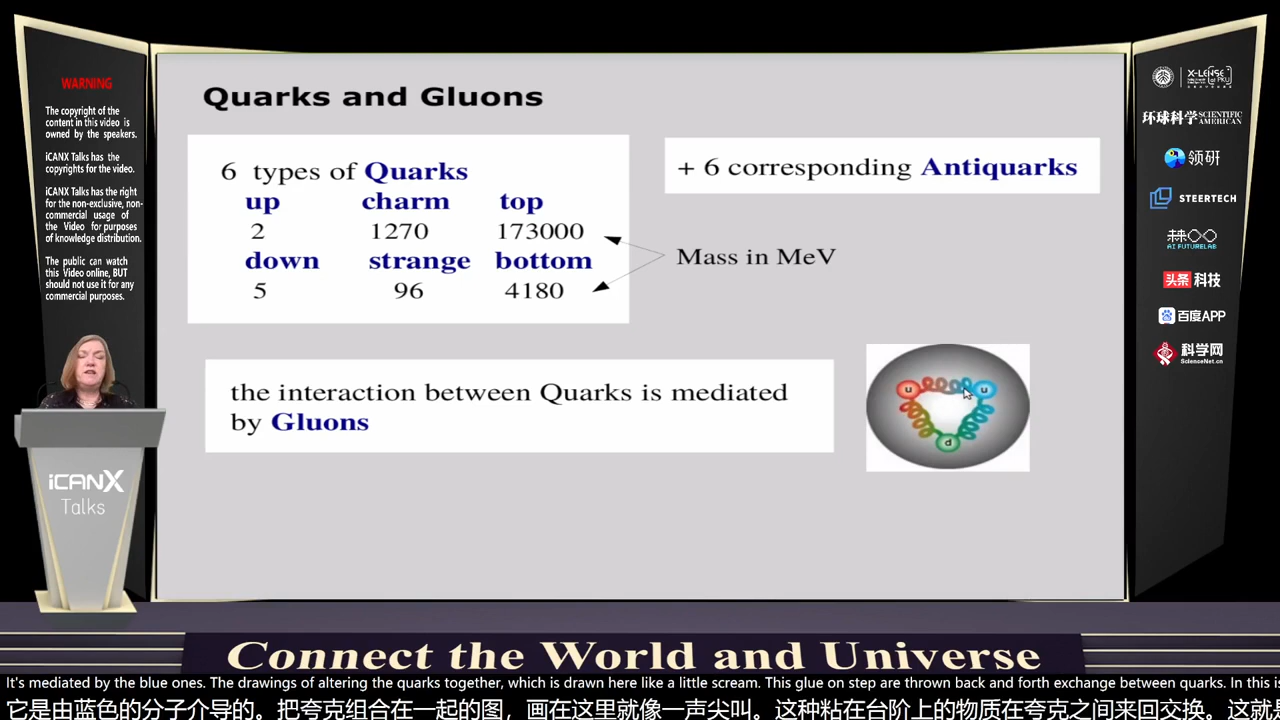 WARNING
The copyright of the
content in this video is
owned by the speakers.
iCANX Talks has the
copyrights for the video.
iCANX Talks has the right
for the non-exclusive, non-
commercial usage of
the Video for purposes
of knowledge distribution.
The public can watch
this Video online, BUT
should not use it for any
commercial purposes.
iCANX
Talks
Quarks and Gluons
6 types of Quarks
up charm top
2 1270 173000
down strange bottom
5 96 4180
+ 6 corresponding Antiquarks
Mass in MeV
the interaction between Quarks is mediated
by Gluons
u u
d
X-LENSE
环球科学 SCIENTIFIC AMERICAN
领研
STEERTECH
AI FUTURELAB
头条 科技
百度APP
科学网
ScienceNet.cn
Connect the World and Universe
It's mediated by the blue ones. The drawings of altering the quarks together, which is drawn here like a little scream. This glue on step are thrown back and forth exchange between quarks. In this is
它是由蓝色的分子介导的。把夸克组合在一起的图，画在这里就像一声尖叫。这种粘在台阶上的物质在夸克之间来回交换。这就是